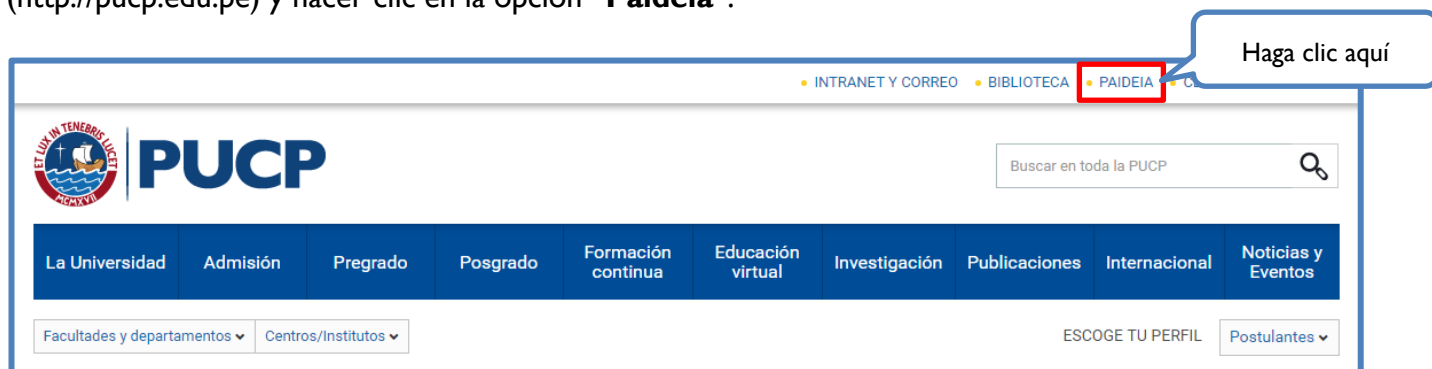 (http://pucp.edu.pe) y hacer clic en la opción "Paideia".
Haga clic aquí
• INTRANET Y CORREO • BIBLIOTECA • PAIDEIA
ET LUX IN TENEBRIS LUCET
MCMXVII
PUCP
Buscar en toda la PUCP
La Universidad Admisión Pregrado Posgrado Formación continua Educación virtual Investigación Publicaciones Internacional Noticias y Eventos
Facultades y departamentos Centros/Institutos ESCOGE TU PERFIL Postulantes